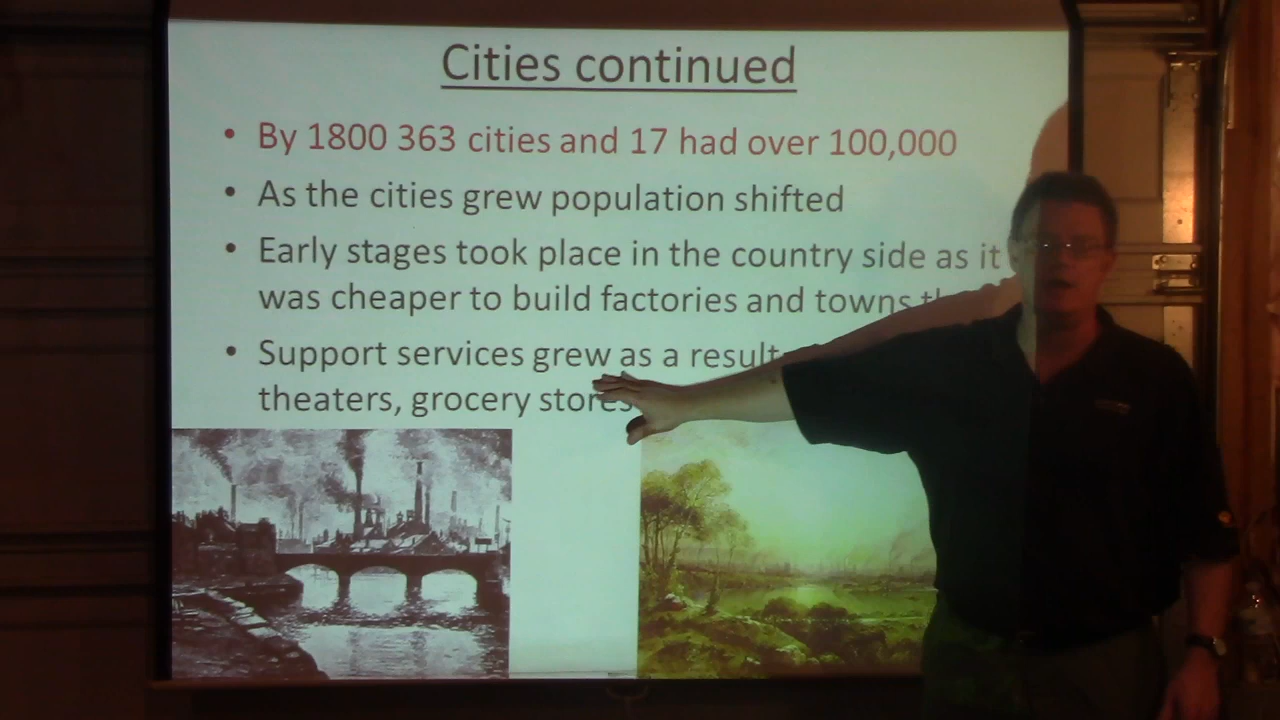 Cities continued
• By 1800 363 cities and 17 had over 100,000
• As the cities grew population shifted
• Early stages took place in the country side as it
was cheaper to build factories and towns
• Support services grew as a result
theaters, grocery stores